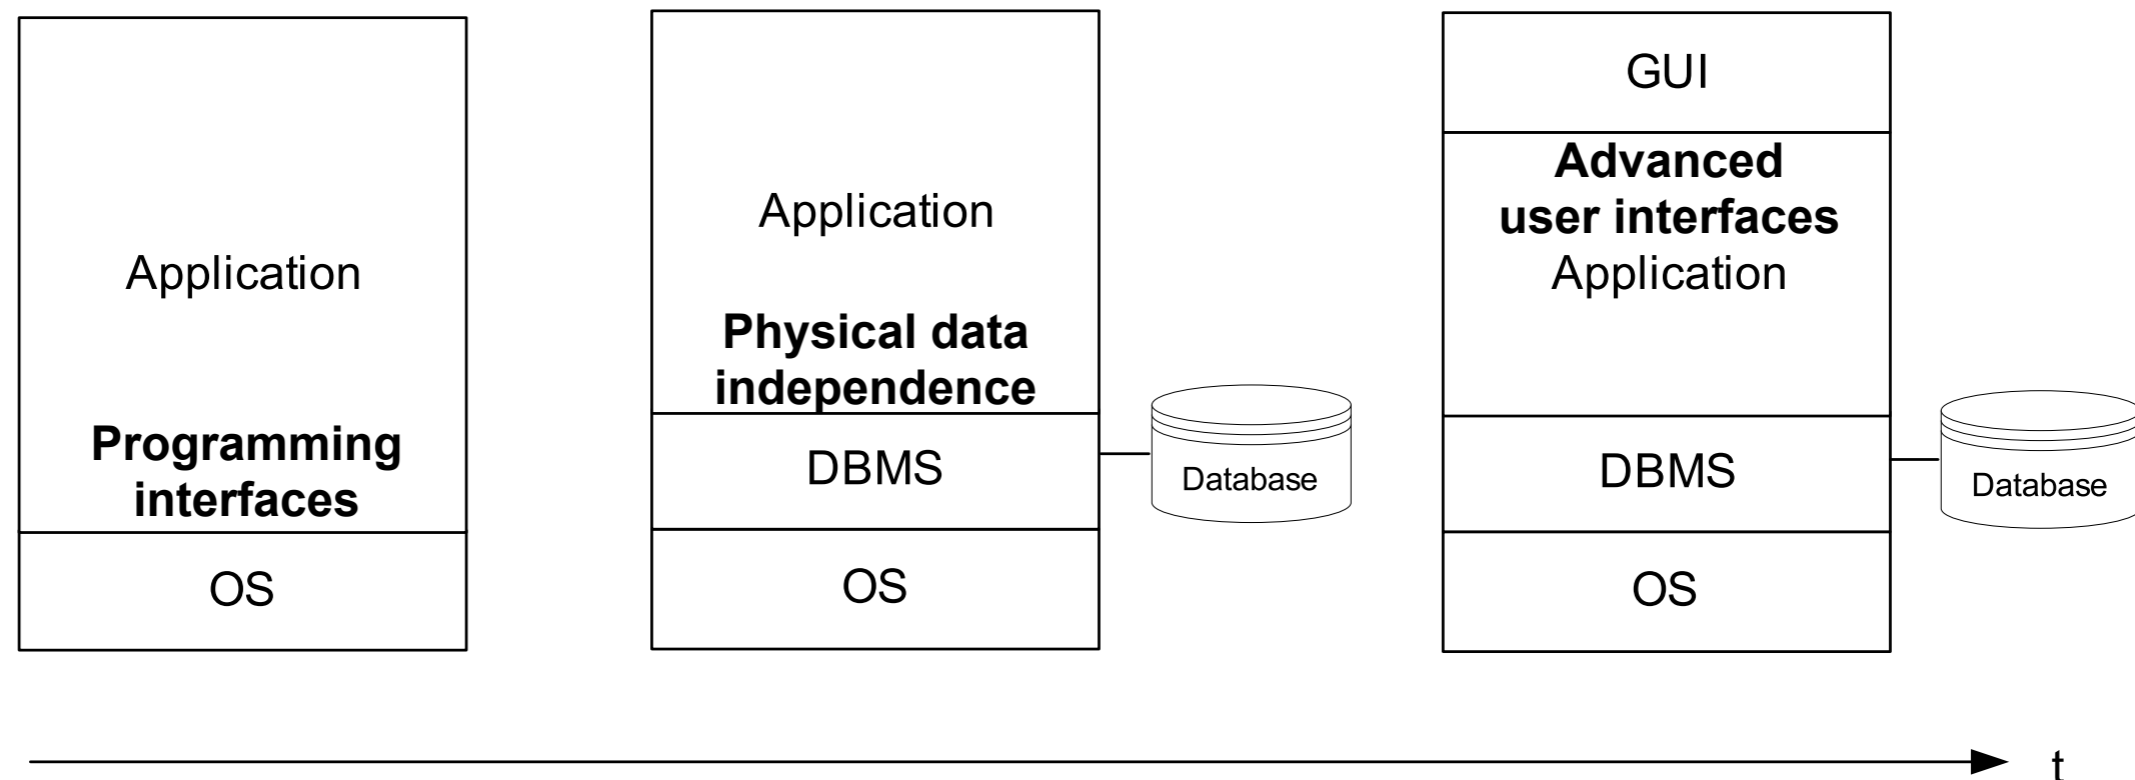 Application
Programming
interfaces
OS
Application
Physical data
independence
DBMS
OS
Database
GUI
Advanced
user interfaces
Application
DBMS
OS
Database
t